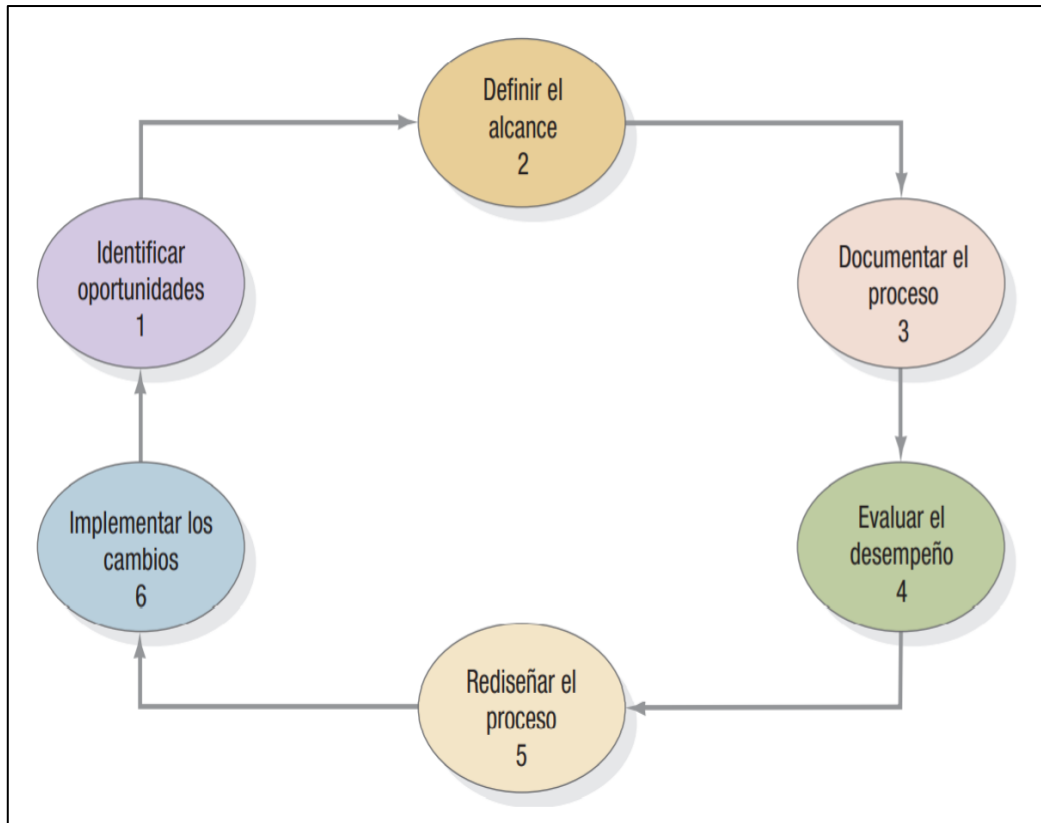 Identificar
oportunidades
1
Definir el
alcance
2
Documentar el
proceso
3
Evaluar el
desempeño
4
Rediseñar el
proceso
5
Implementar los
cambios
6